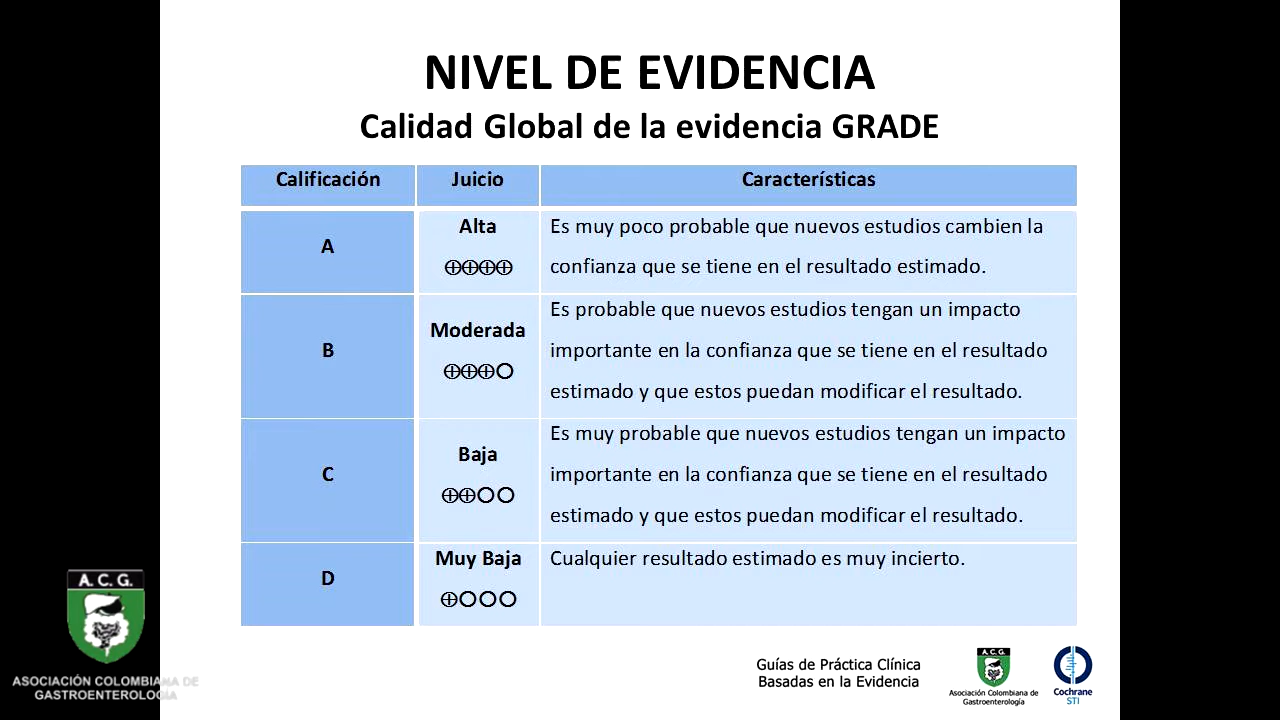 NIVEL DE EVIDENCIA
Calidad Global de la evidencia GRADE
Calificación Juicio Características
A
Alta
⊕⊕⊕⊕
Es muy poco probable que nuevos estudios cambien la
confianza que se tiene en el resultado estimado.
B
Moderada
⊕⊕⊕○
Es probable que nuevos estudios tengan un impacto
importante en la confianza que se tiene en el resultado
estimado y que estos puedan modificar el resultado.
C
Baja
⊕⊕○○
Es muy probable que nuevos estudios tengan un impacto
importante en la confianza que se tiene en el resultado
estimado y que estos puedan modificar el resultado.
D
Muy Baja
⊕○○○
Cualquier resultado estimado es muy incierto.
A. C. G.
ASOCIACIÓN COLOMBIANA DE
GASTROENTEROLOGÍA
Guías de Práctica Clínica
Basadas en la Evidencia
A. C. G.
Asociación Colombiana de
Gastroenterología
Cochrane
STI